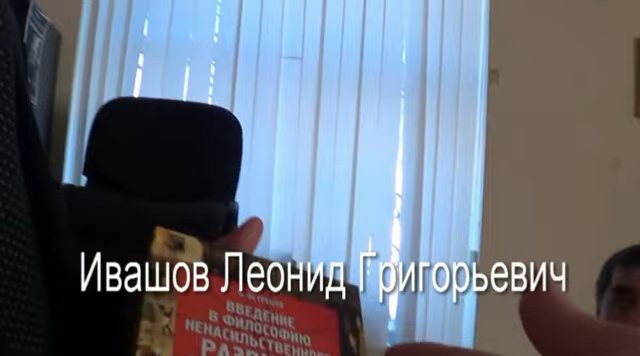 Ивашов Леонид Григорьевич
ВВЕДЕНИЕ
В ФИЛОСОФИЮ
НЕНАСИЛЬСТВЕННОГО